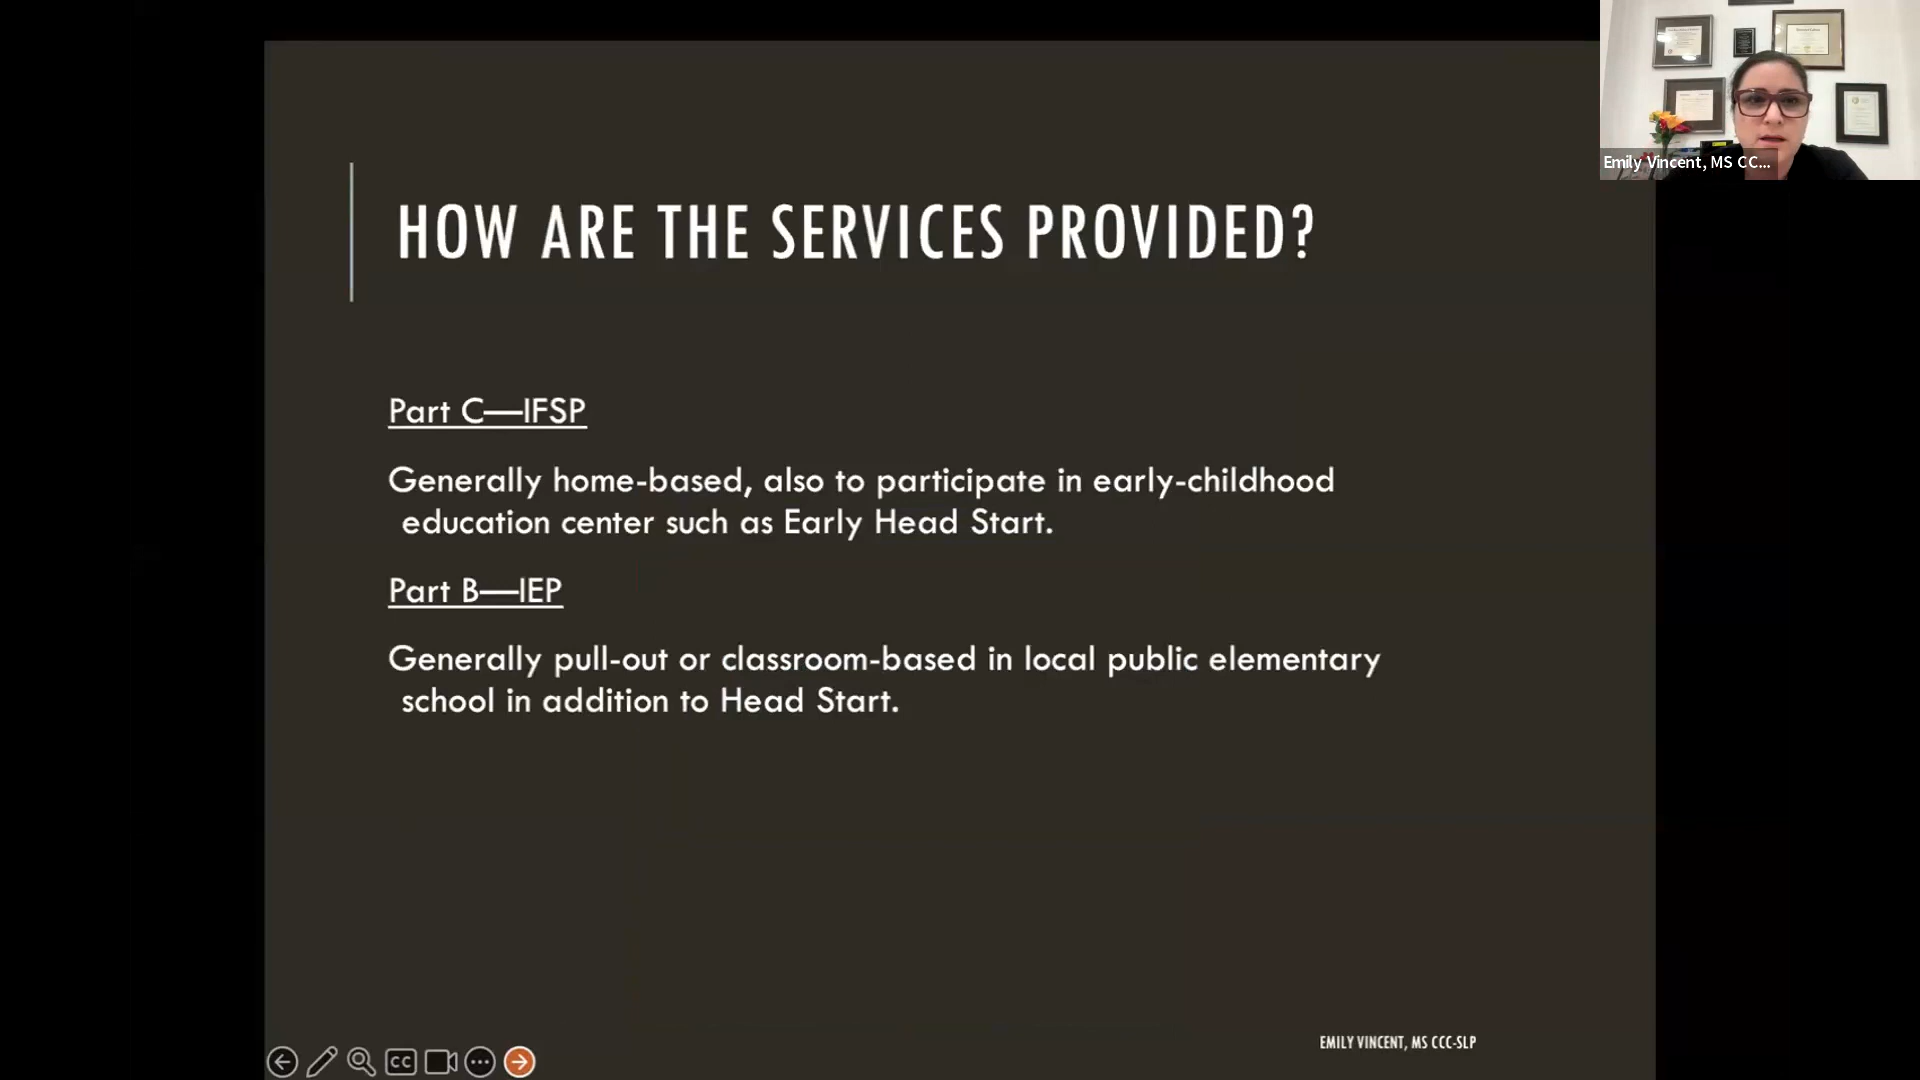 HOW ARE THE SERVICES PROVIDED?
Part C—IFSP
Generally home-based, also to participate in early-childhood
education center such as Early Head Start.
Part B—IEP
Generally pull-out or classroom-based in local public elementary
school in addition to Head Start.
EMILY VINCENT, MS CCC-SLP
Emily Vincent, MS CC...
CC